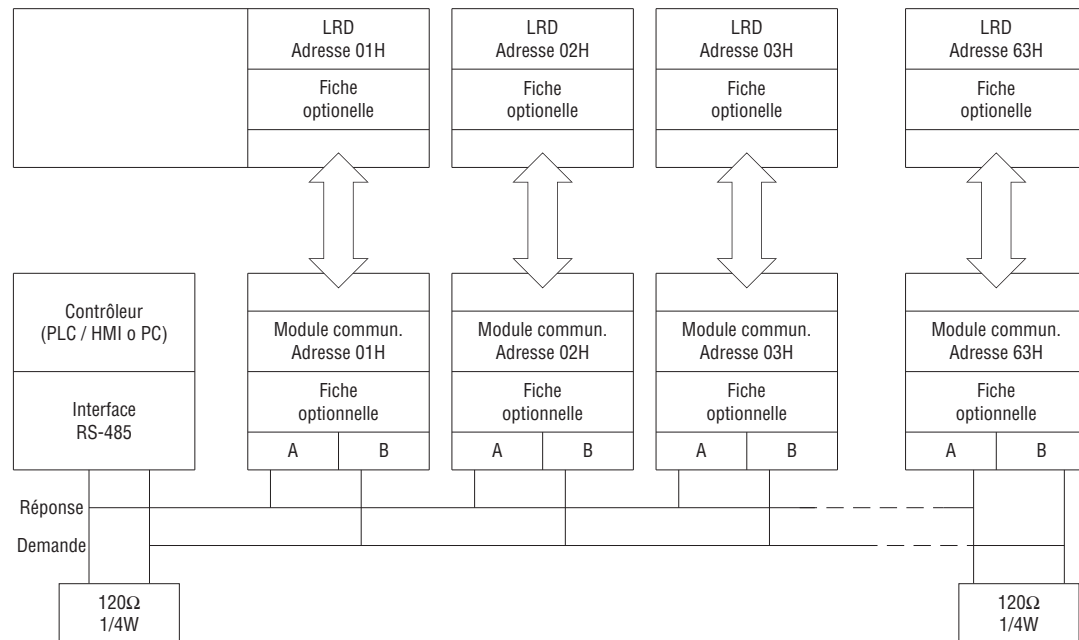 LRD
Adresse 01H
LRD
Adresse 02H
LRD
Adresse 03H
LRD
Adresse 63H
Fiche
optionelle
Fiche
optionelle
Fiche
optionelle
Fiche
optionelle
Contrôleur
(PLC / HMI o PC)
Module commun.
Adresse 01H
Module commun.
Adresse 02H
Module commun.
Adresse 03H
Module commun.
Adresse 63H
Interface
RS-485
Fiche
optionnelle
Fiche
optionnelle
Fiche
optionnelle
Fiche
optionnelle
A B A B A B A B
Réponse
Demande
120Ω
1/4W
120Ω
1/4W